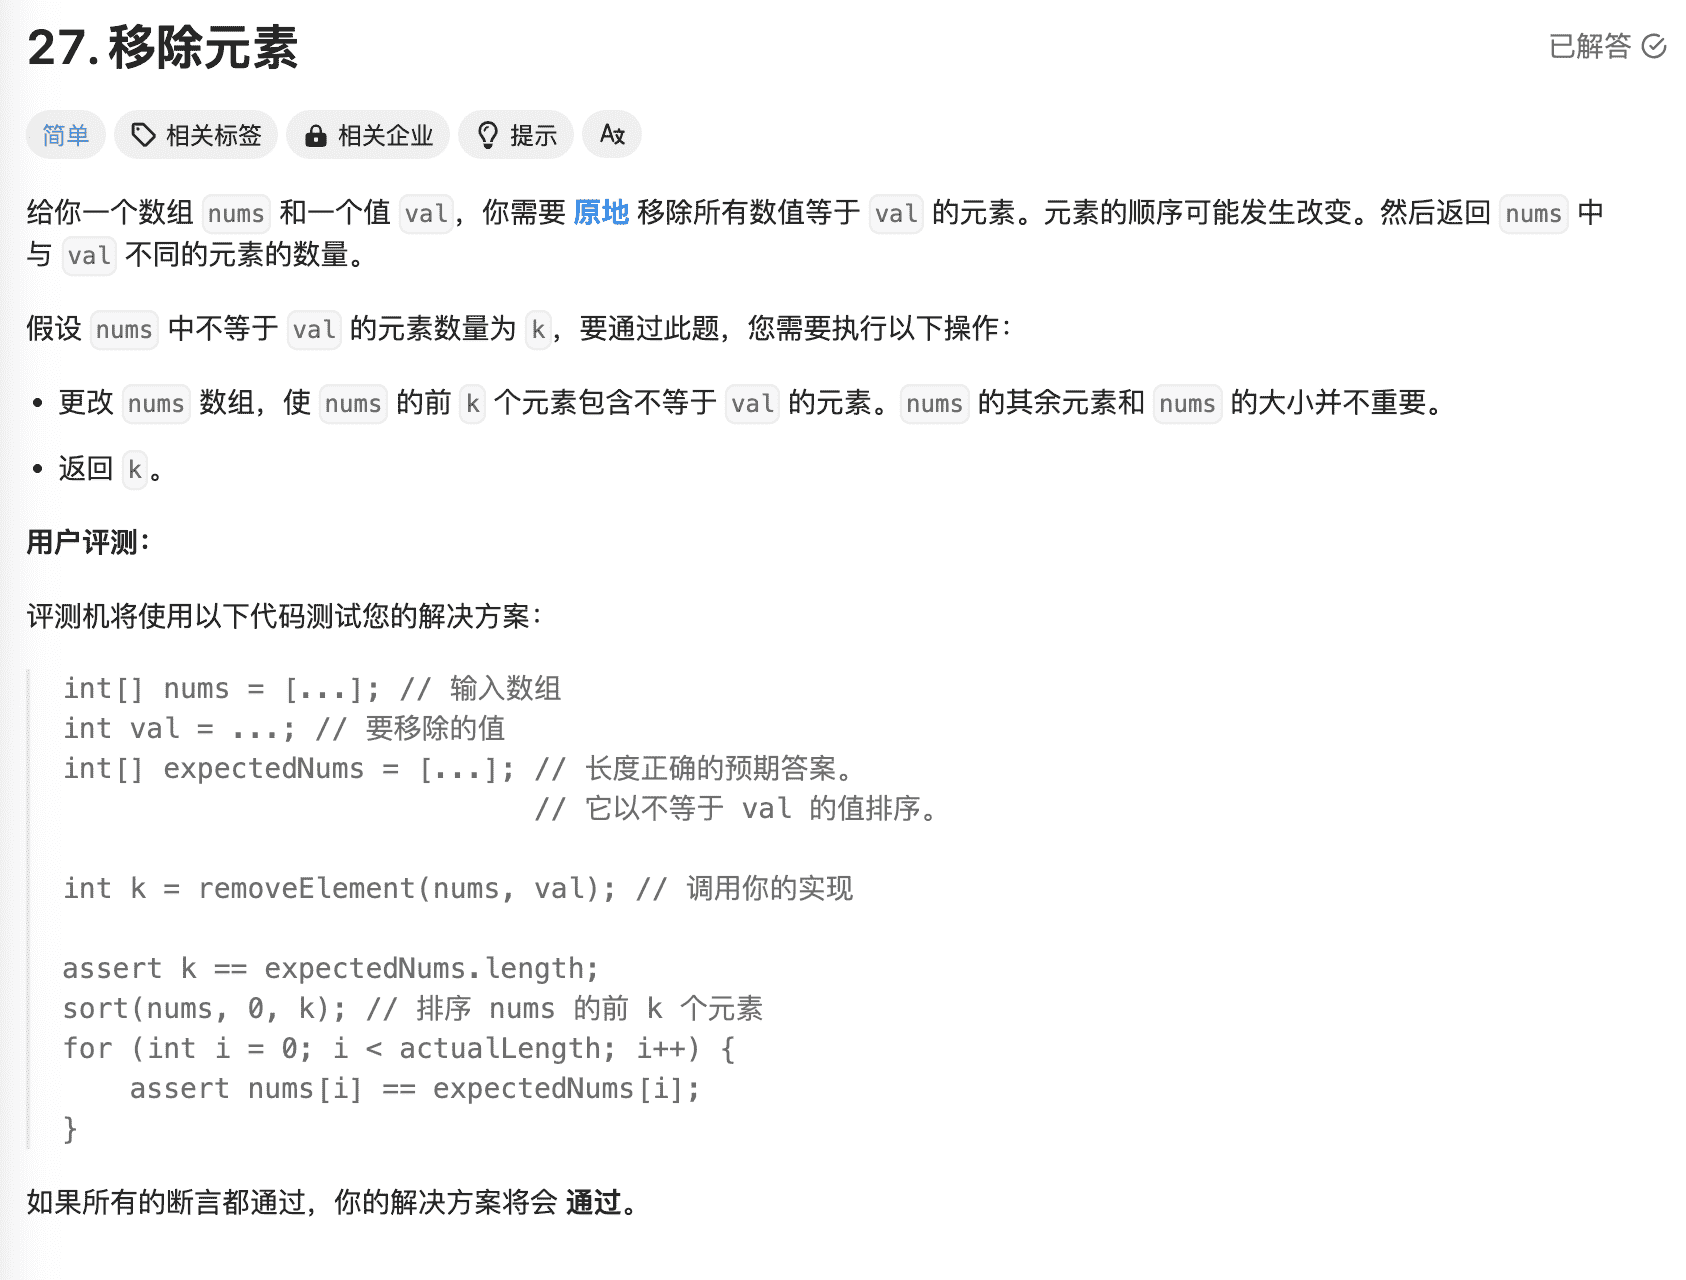 27. 移除元素
已解答
简单 相关标签 相关企业 提示
给你一个数组 nums 和一个值 val，你需要 原地 移除所有数值等于 val 的元素。元素的顺序可能发生改变。然后返回 nums 中
与 val 不同的元素的数量。
假设 nums 中不等于 val 的元素数量为 k，要通过此题，您需要执行以下操作：
• 更改 nums 数组，使 nums 的前 k 个元素包含不等于 val 的元素。nums 的其余元素和 nums 的大小并不重要。
• 返回 k。
用户评测：
评测机将使用以下代码测试您的解决方案：
int[] nums = [...]; // 输入数组
int val = ...; // 要移除的值
int[] expectedNums = [...]; // 长度正确的预期答案。
                            // 它以不等于 val 的值排序。
int k = removeElement(nums, val); // 调用你的实现
assert k == expectedNums.length;
sort(nums, 0, k); // 排序 nums 的前 k 个元素
for (int i = 0; i < actualLength; i++) {
    assert nums[i] == expectedNums[i];
}
如果所有的断言都通过，你的解决方案将会 通过。